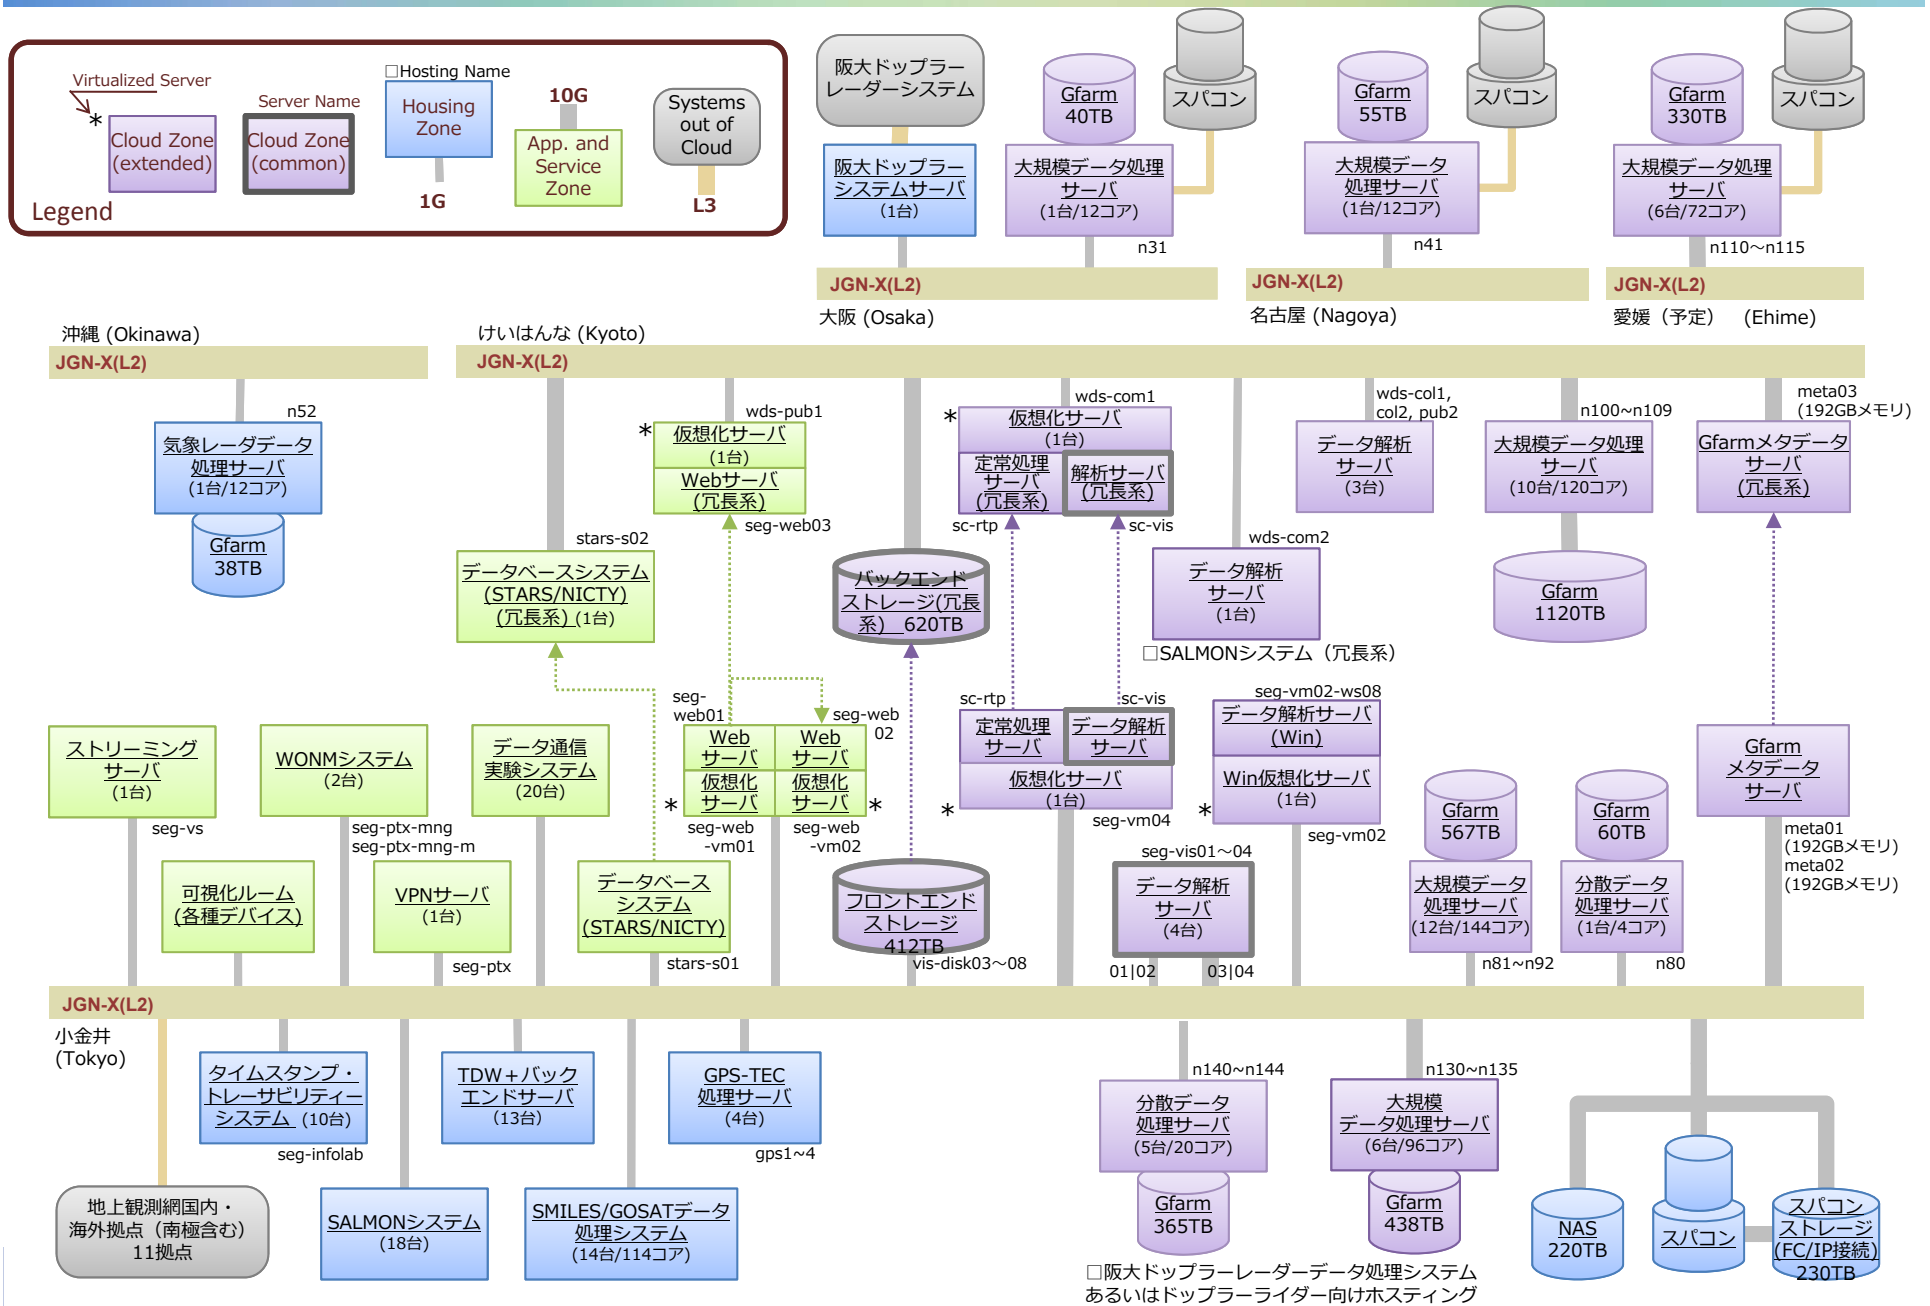 Virtualized Server
*
Cloud Zone
(extended)
Server Name
Cloud Zone
(common)
□Hosting Name
Housing
Zone
1G
10G
App. and
Service
Zone
Systems
out of
Cloud
L3
Legend
阪大ドップラー
レーダーシステム
阪大ドップラー
システムサーバ
(1台)
Gfarm
40TB
スパコン
大規模データ処理
サーバ
(1台/12コア)
n31
JGN-X(L2)
大阪 (Osaka)
Gfarm
55TB
スパコン
大規模データ
処理サーバ
(1台/12コア)
n41
JGN-X(L2)
名古屋 (Nagoya)
Gfarm
330TB
スパコン
大規模データ処理
サーバ
(6台/72コア)
n110～n115
JGN-X(L2)
愛媛（予定） (Ehime)
沖縄 (Okinawa)
JGN-X(L2)
n52
気象レーダデータ
処理サーバ
(1台/12コア)
Gfarm
38TB
けいはんな (Kyoto)
JGN-X(L2)
stars-s02
データベースシステム
(STARS/NICTY)
(冗長系) (1台)
wds-pub1
*
仮想化サーバ
(1台)
Webサーバ
(冗長系)
seg-web03
バックエンド
ストレージ(冗長
系) 620TB
wds-com1
*
仮想化サーバ
(1台)
定常処理
サーバ
(冗長系)
解析サーバ
(冗長系)
sc-rtp
sc-vis
wds-com2
データ解析
サーバ
(1台)
□SALMONシステム（冗長系）
wds-col1,
col2, pub2
データ解析
サーバ
(3台)
n100~n109
大規模データ処理
サーバ
(10台/120コア)
Gfarm
1120TB
meta03
(192GBメモリ)
Gfarmメタデータ
サーバ
(冗長系)
ストリーミング
サーバ
(1台)
seg-vs
可視化ルーム
(各種デバイス)
WONMシステム
(2台)
seg-ptx-mng
seg-ptx-mng-m
VPNサーバ
(1台)
seg-ptx
データ通信
実験システム
(20台)
データベース
システム
(STARS/NICTY)
stars-s01
seg-
web01
seg-web
02
Web
サーバ
Web
サーバ
仮想化
サーバ
仮想化
サーバ
*
*
seg-web
-vm01
seg-web
-vm02
フロントエンド
ストレージ
412TB
vis-disk03～08
sc-rtp
sc-vis
定常処理
サーバ
データ解析
サーバ
仮想化サーバ
(1台)
*
seg-vm04
seg-vis01～04
データ解析
サーバ
(4台)
01|02
03|04
seg-vm02-ws08
データ解析サーバ
(Win)
Win仮想化サーバ
(1台)
*
seg-vm02
Gfarm
567TB
大規模データ
処理サーバ
(12台/144コア)
n81~n92
Gfarm
60TB
分散データ
処理サーバ
(1台/4コア)
n80
Gfarm
メタデータ
サーバ
meta01
(192GBメモリ)
meta02
(192GBメモリ)
JGN-X(L2)
小金井
(Tokyo)
地上観測網国内・
海外拠点（南極含む）
11拠点
タイムスタンプ・
トレーサビリティー
システム (10台)
seg-infolab
SALMONシステム
(18台)
TDW＋バック
エンドサーバ
(13台)
SMILES/GOSATデータ
処理システム
(14台/114コア)
GPS-TEC
処理サーバ
(4台)
gps1~4
n140~n144
分散データ
処理サーバ
(5台/20コア)
Gfarm
365TB
n130~n135
大規模
データ処理サーバ
(6台/96コア)
Gfarm
438TB
□阪大ドップラーレーダーデータ処理システム
あるいはドップラーライダー向けホスティング
NAS
220TB
スパコン
スパコン
ストレージ
(FC/IP接続)
230TB